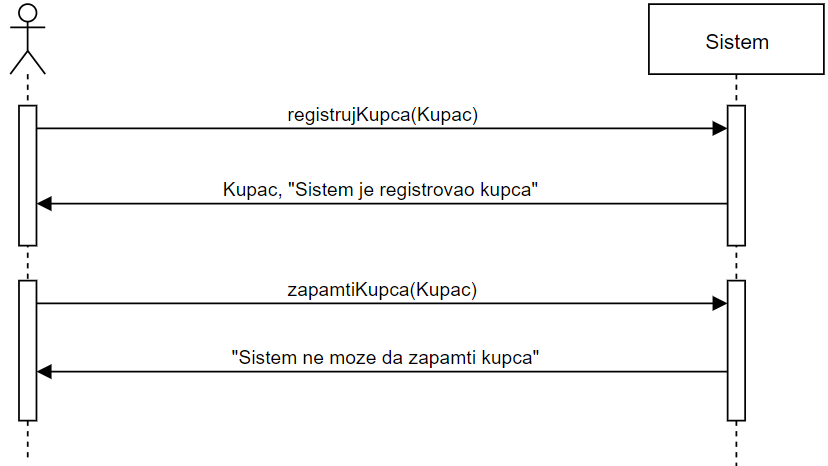 Sistem
registrujKupca(Kupac)
Kupac, "Sistem je registrovao kupca"
zapamtiKupca(Kupac)
"Sistem ne moze da zapamti kupca"